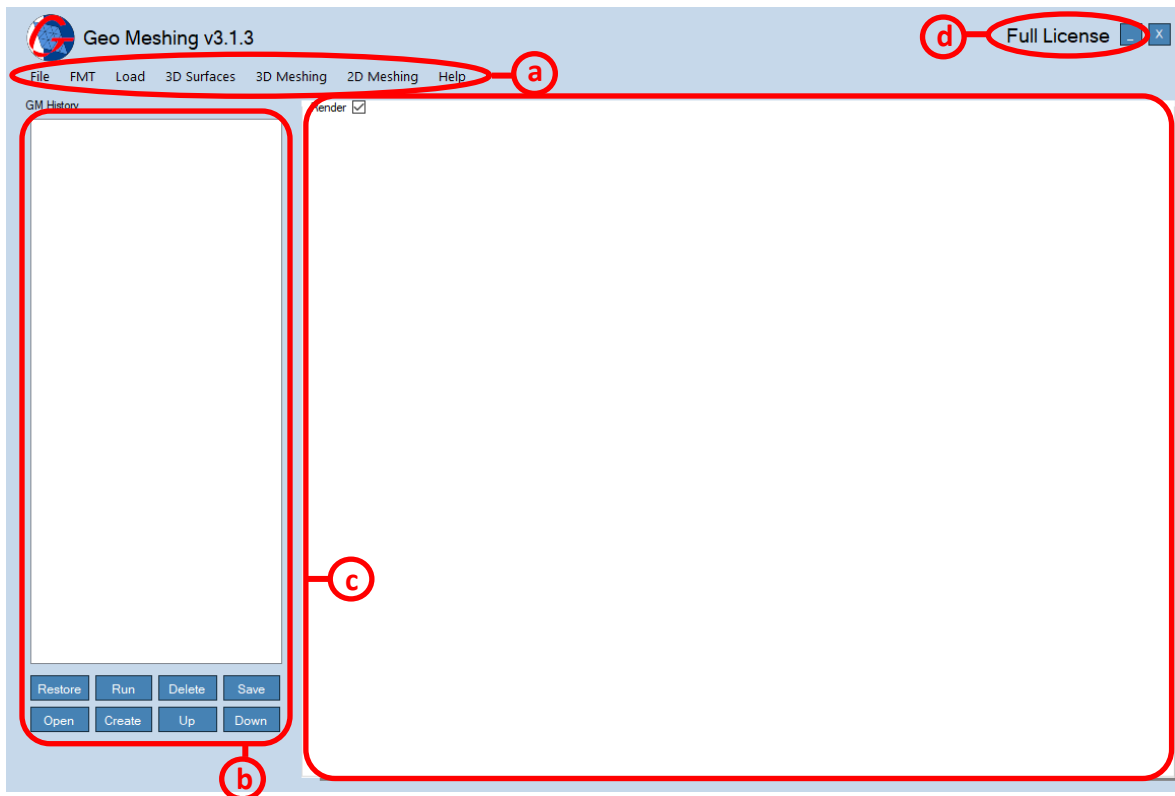 G Geo Meshing v3.1.3
d Full License _ X
File FMT Load 3D Surfaces 3D Meshing 2D Meshing Help a
GM History
Render
c
Restore Run Delete Save
Open Create Up Down
b